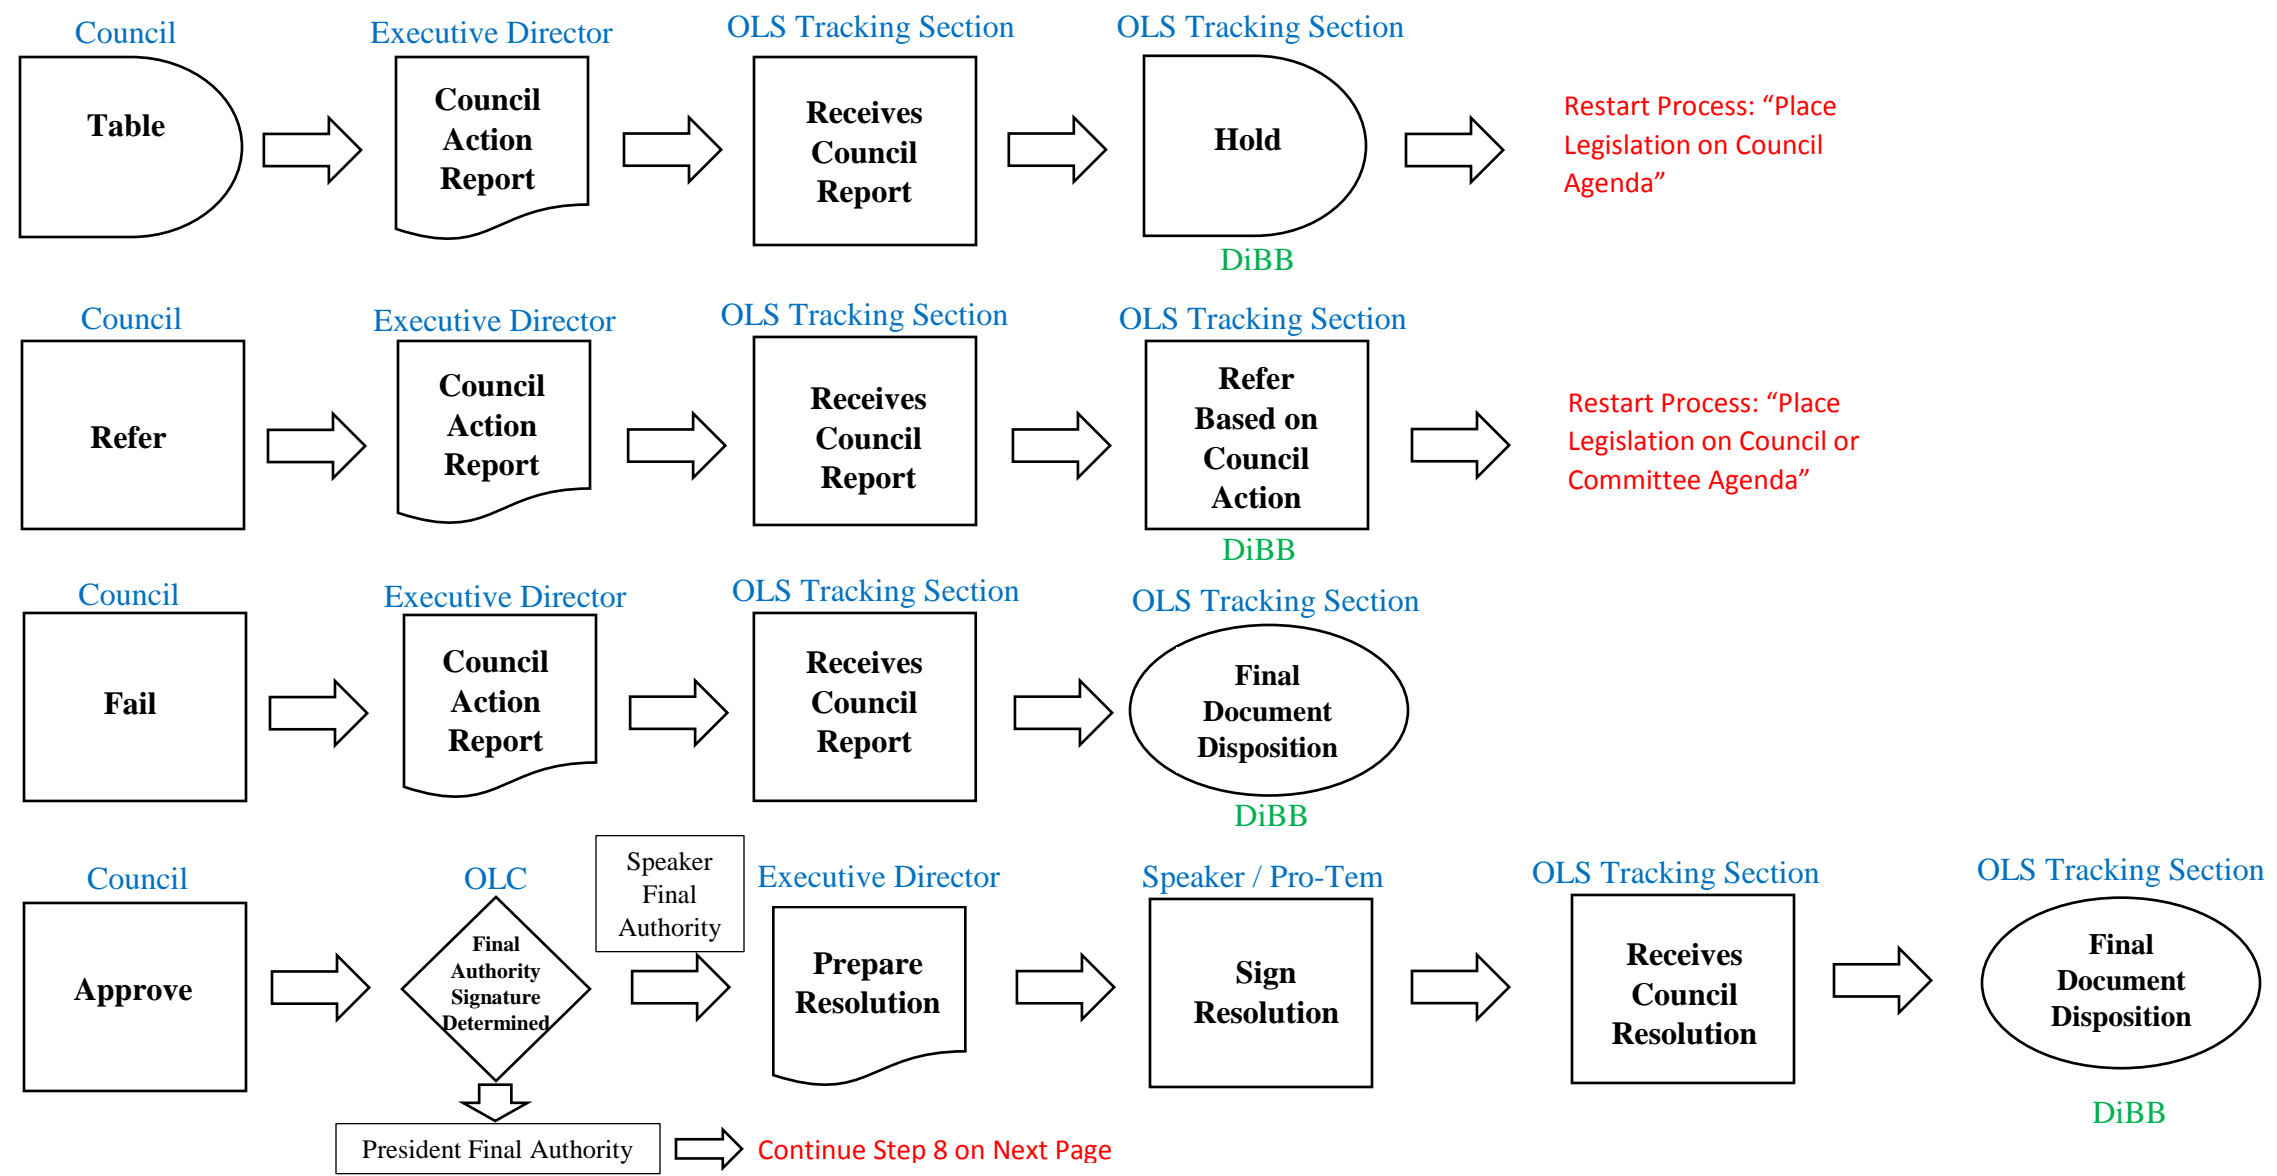 Council
Executive Director
OLS Tracking Section
OLS Tracking Section
Table
Council
Action
Report
Receives
Council
Report
Hold
Restart Process: “Place
Legislation on Council
Agenda”
DiBB
Council
Executive Director
OLS Tracking Section
OLS Tracking Section
Refer
Council
Action
Report
Receives
Council
Report
Refer
Based on
Council
Action
Restart Process: “Place
Legislation on Council or
Committee Agenda”
DiBB
Council
Executive Director
OLS Tracking Section
OLS Tracking Section
Fail
Council
Action
Report
Receives
Council
Report
Final
Document
Disposition
DiBB
Council
OLC
Speaker
Final
Authority
Executive Director
Speaker / Pro-Tem
OLS Tracking Section
OLS Tracking Section
Approve
Final
Authority
Signature
Determined
Prepare
Resolution
Sign
Resolution
Receives
Council
Resolution
Final
Document
Disposition
DiBB
President Final Authority
Continue Step 8 on Next Page